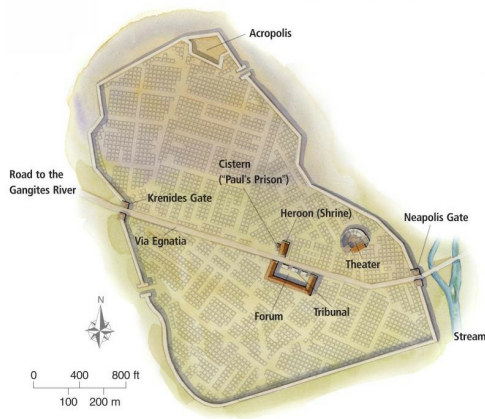 Acropolis
Cistern
("Paul's Prison")
Road to the
Gangites River
Krenides Gate
Heroon (Shrine)
Neapolis Gate
Via Egnatia
Theater
Forum
Tribunal
Stream
N
0 400 800 ft
100 200 m